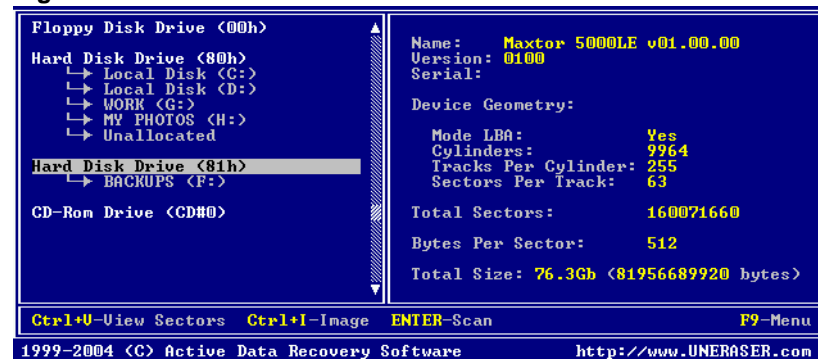 Floppy Disk Drive (00h)
Hard Disk Drive (80h)
Local Disk (C:)
Local Disk (D:)
WORK (G:)
MY PHOTOS (H:)
Unallocated
Hard Disk Drive (81h)
BACKUPS (F:)
CD-Rom Drive (CD#0)
Name: Maxtor 5000LE v01.00.00
Version: 0100
Serial:
Device Geometry:
Mode LBA: Yes
Cylinders: 9964
Tracks Per Cylinder: 255
Sectors Per Track: 63
Total Sectors: 160071660
Bytes Per Sector: 512
Total Size: 76.3Gb (81956689920 bytes)
Ctrl+V-View Sectors Ctrl+I-Image ENTER-Scan F9-Menu
1999-2004 (C) Active Data Recovery Software http://www.UNERASER.com